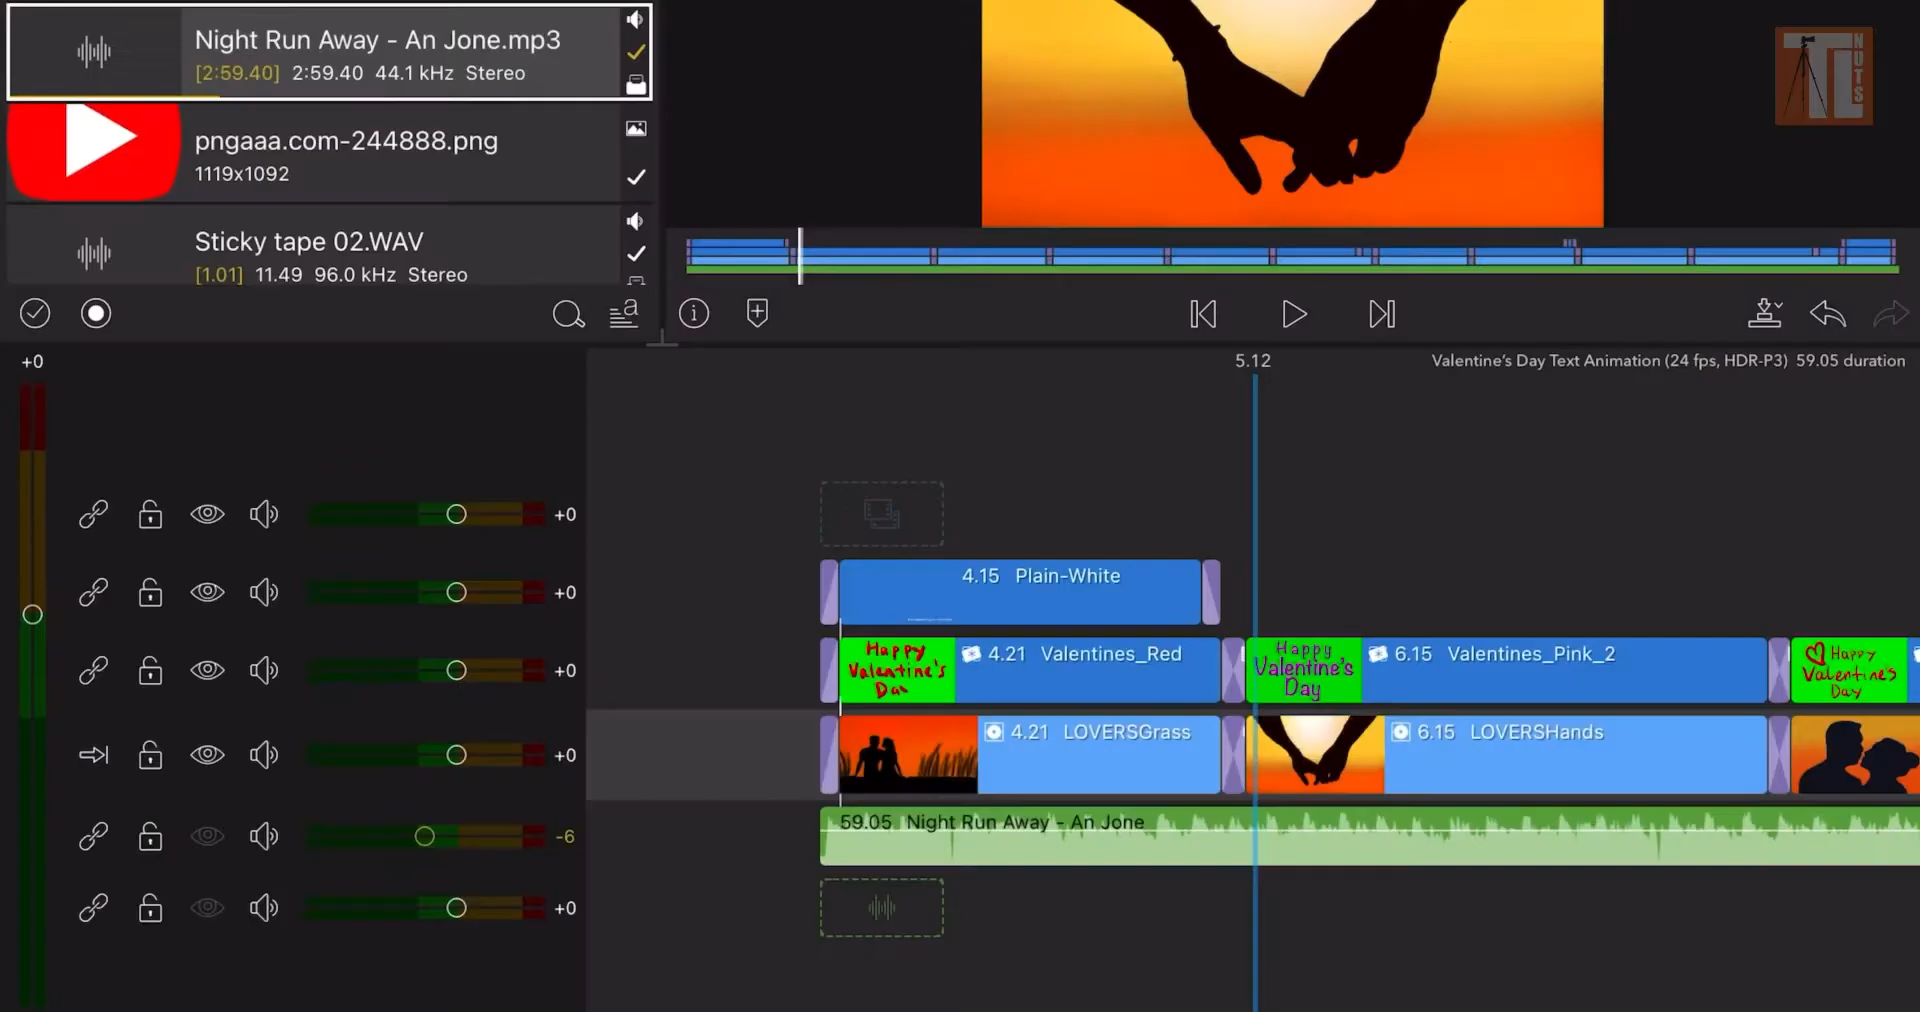 Night Run Away - An Jone.mp3
[2:59.40] 2:59.40 44.1 kHz Stereo
pngaaa.com-244888.png
1119x1092
Sticky tape 02.WAV
[1.01] 11.49 96.0 kHz Stereo
TL NUTS
+0
5.12
Valentine's Day Text Animation (24 fps, HDR-P3) 59.05 duration
+0
+0
4.15 Plain-White
+0
Happy
Valentine's
Da
4.21 Valentines_Red
Happy
Valentine's
Day
6.15 Valentines_Pink_2
Happy
Valentine's
Day
+0
4.21 LOVERSGrass
6.15 LOVERSHands
-6
59.05 Night Run Away - An Jone
+0